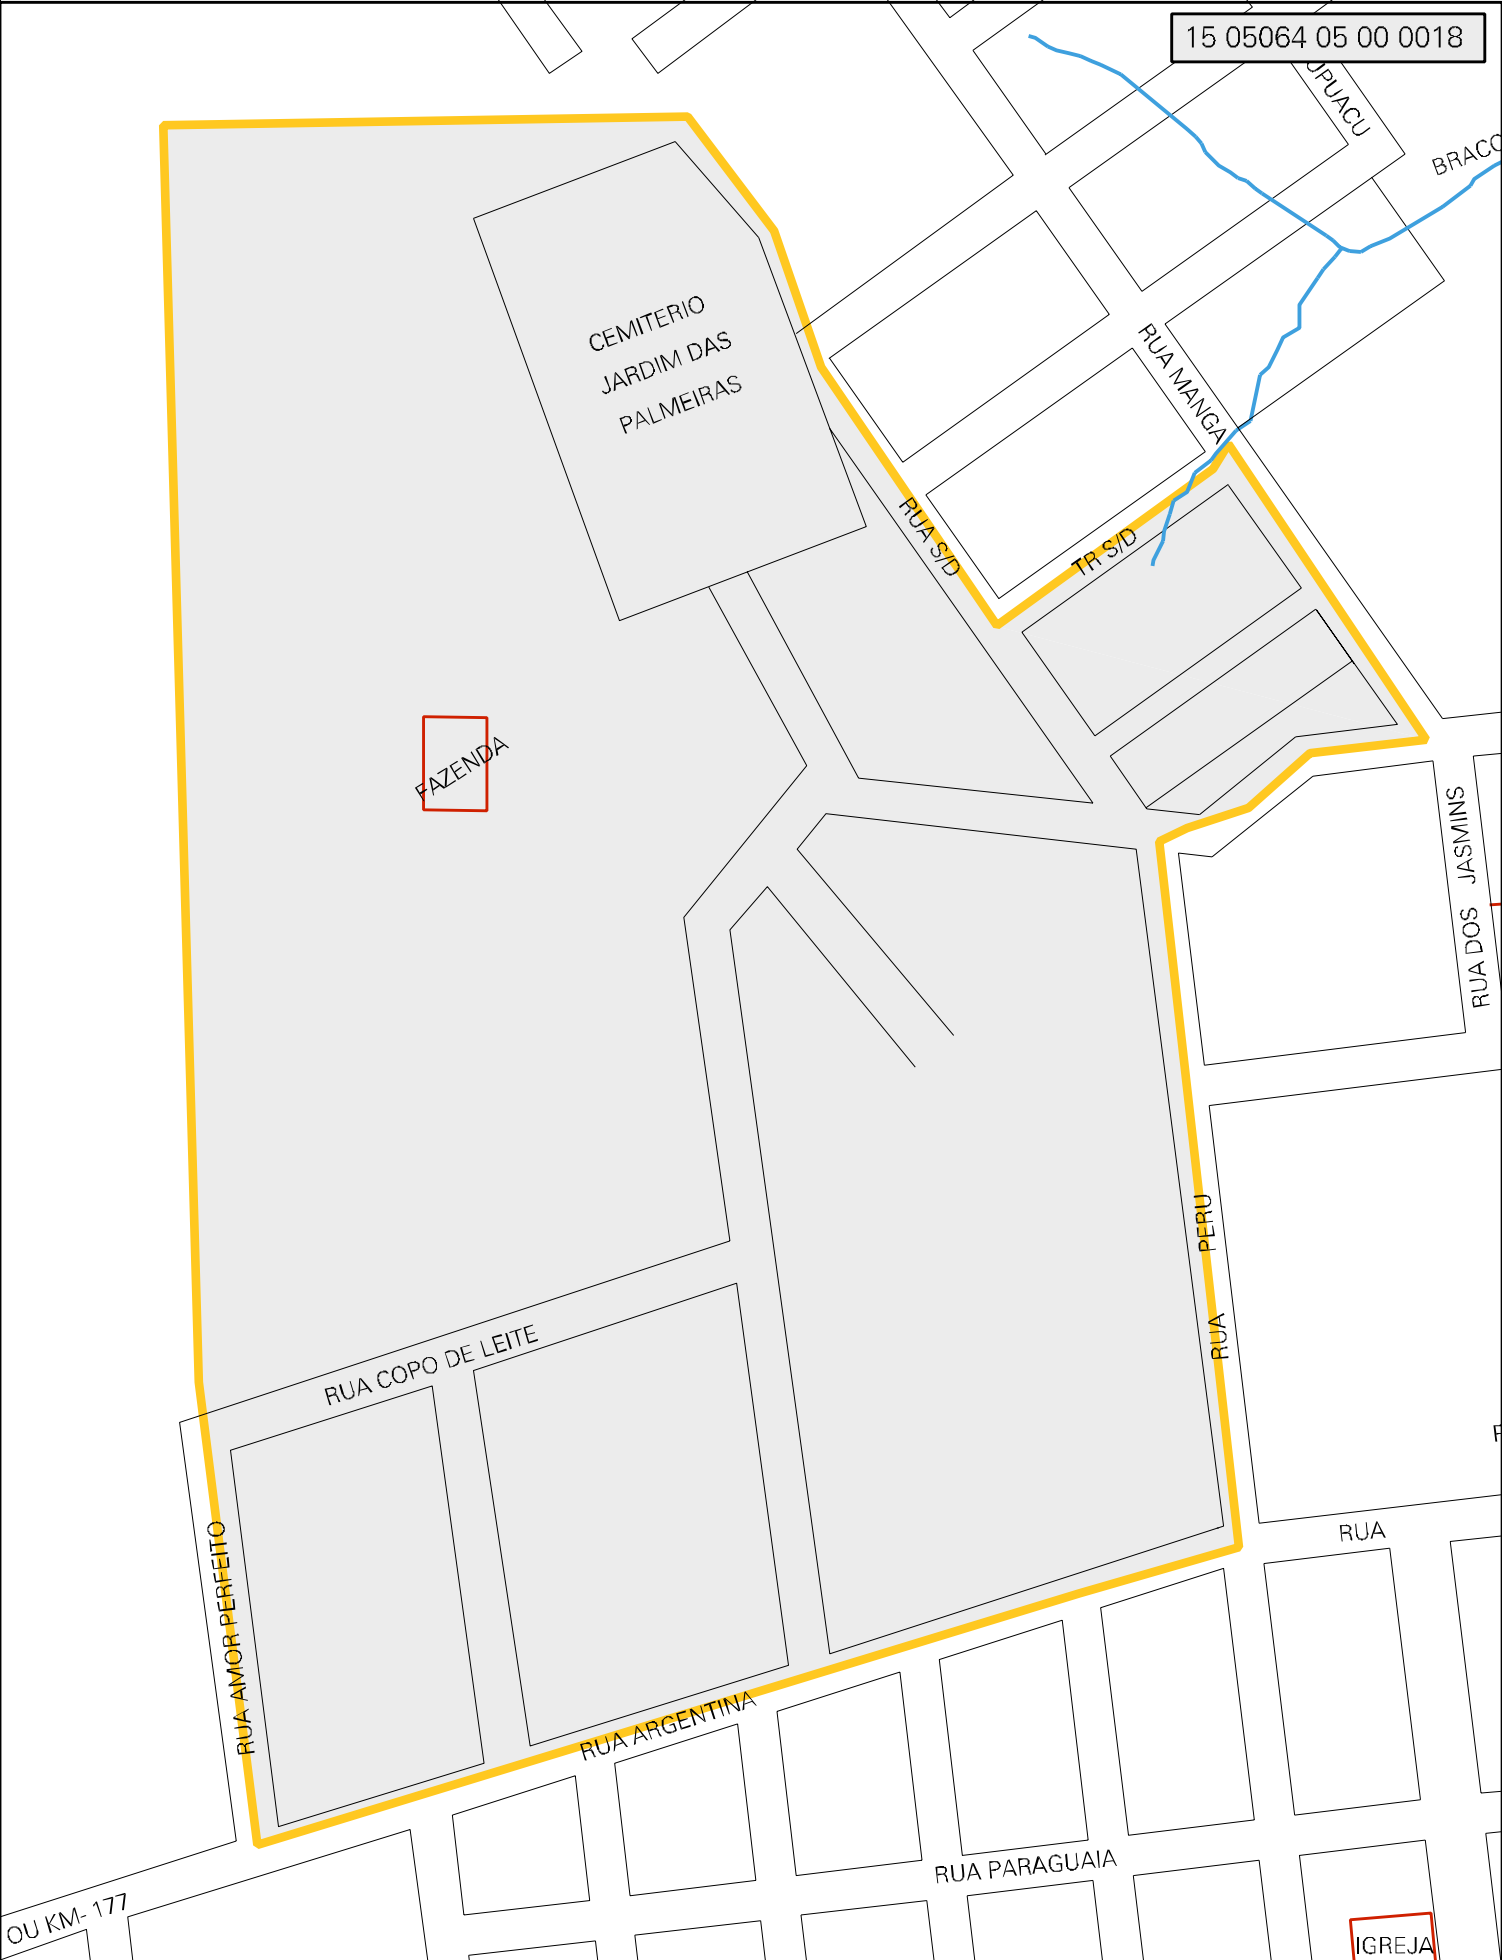 15 05064 05 00 0018
UPUACU
BRACO
CEMITERIO
JARDIM DAS
PALMEIRAS
RUA MANGA
RUA S/D
TR S/D
FAZENDA
RUA DOS JASMINS
RUA PERU
RUA COPO DE LEITE
RUA
RUA AMOR PERFEITO
RUA ARGENTINA
RUA PARAGUAIA
OU KM- 177
IGREJA